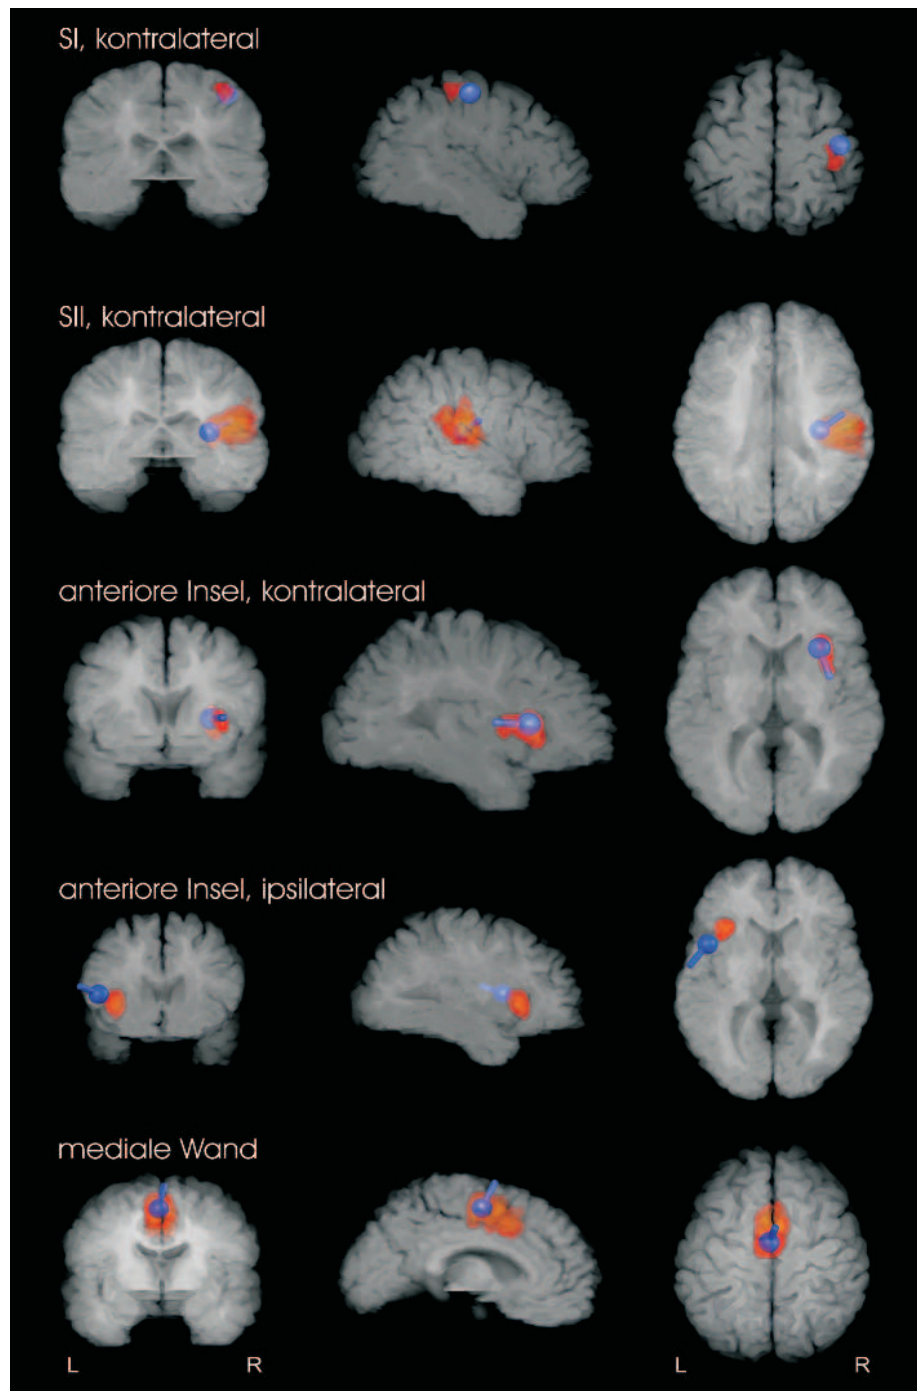 SI, kontralateral
SII, kontralateral
anteriore Insel, kontralateral
anteriore Insel, ipsilateral
mediale Wand
L R L R